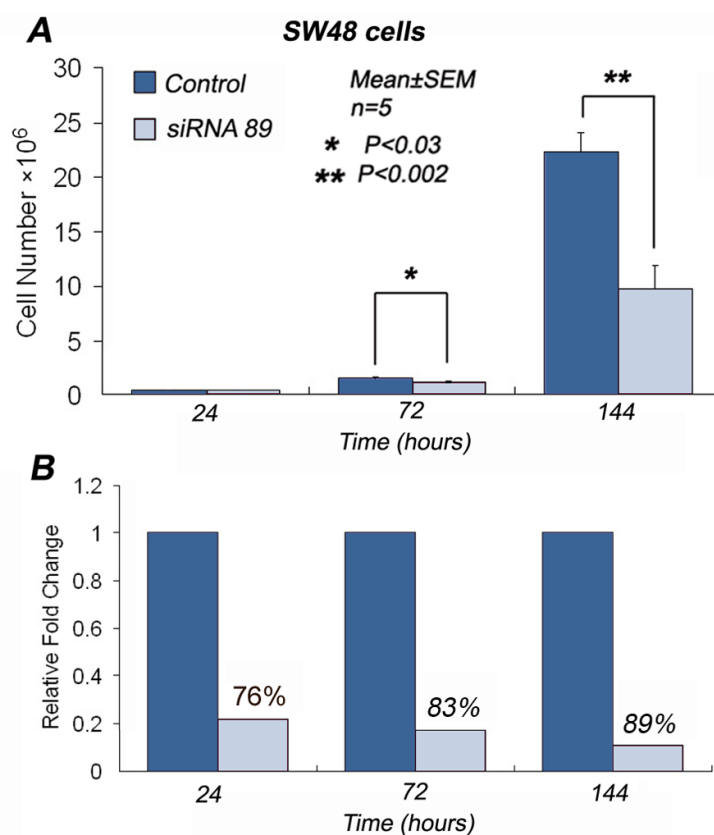 A
SW48 cells
Cell Number ×10⁶
30
25
20
15
10
5
0
Control
siRNA 89
Mean±SEM
n=5
* P<0.03
** P<0.002
*
**
24 72 144
Time (hours)
B
Relative Fold Change
1.2
1
0.8
0.6
0.4
0.2
0
76%
83%
89%
24 72 144
Time (hours)